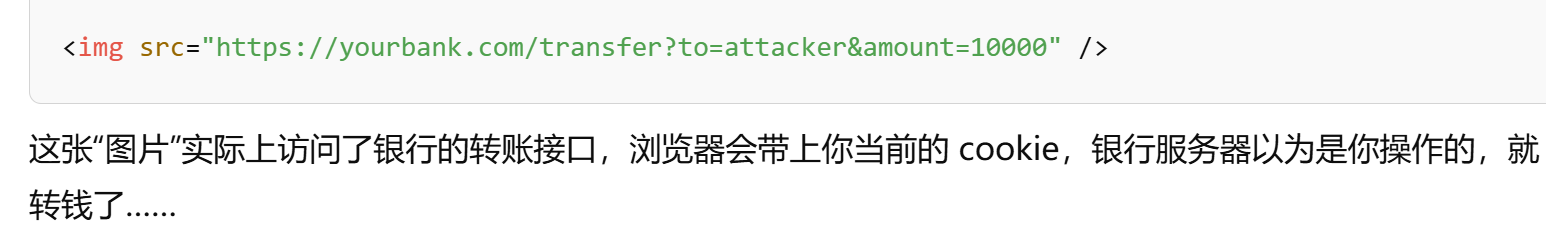 <img src="https://yourbank.com/transfer?to=attacker&amount=10000" />
这张“图片”实际上访问了银行的转账接口，浏览器会带上你当前的 cookie，银行服务器以为是你操作的，就
转钱了……